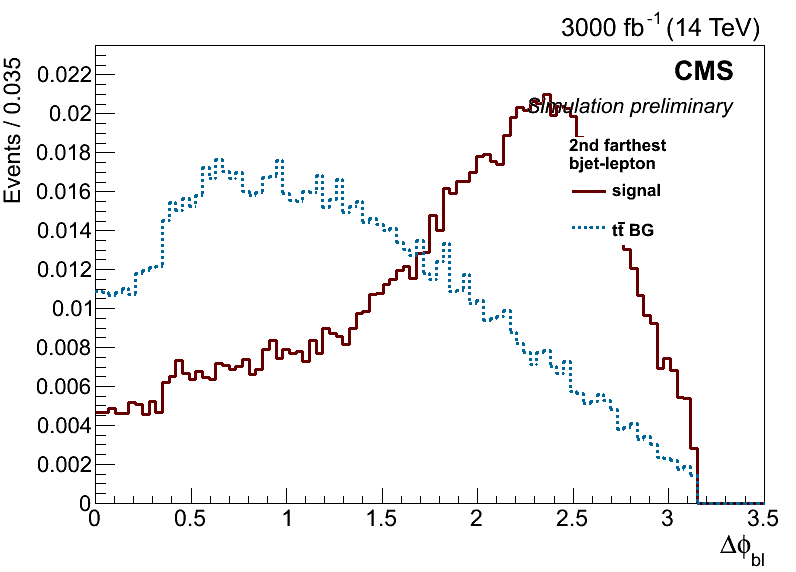 3000 fb⁻¹ (14 TeV)
CMS
Simulation preliminary
2nd farthest
bjet-lepton
signal
tt̄ BG
Events / 0.035
0.022
0.02
0.018
0.016
0.014
0.012
0.01
0.008
0.006
0.004
0.002
0
0 0.5 1 1.5 2 2.5 3 3.5
Δϕ_bl